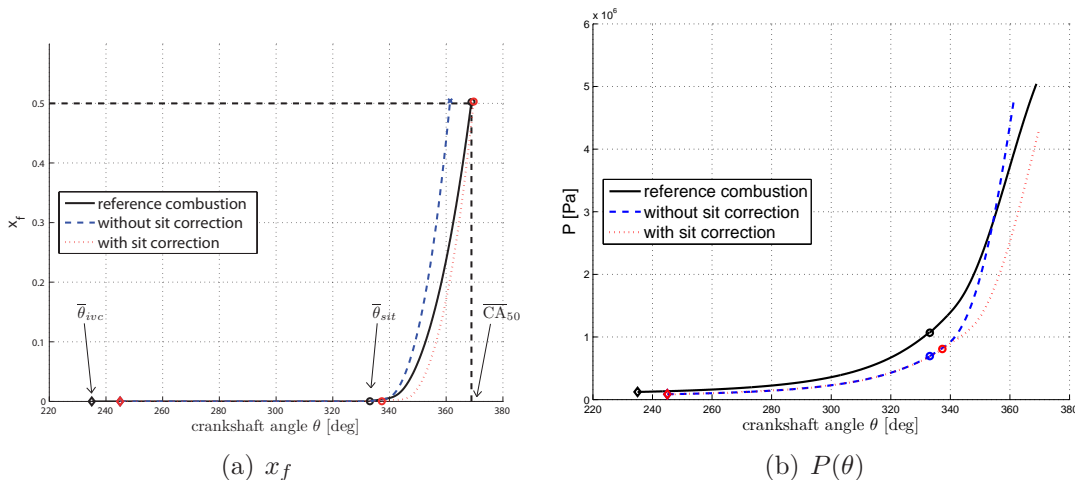 x_f
0.5
0.4
0.3
0.2
0.1
0
220 240 260 280 300 320 340 360 380
crankshaft angle θ [deg]
reference combustion
without sit correction
with sit correction
θ̅_ivc
θ̅_sit
C̅A̅_50
(a) x_f
x 10^6
P [Pa]
6
5
4
3
2
1
0
220 240 260 280 300 320 340 360 380
crankshaft angle θ [deg]
reference combustion
without sit correction
with sit correction
(b) P(θ)